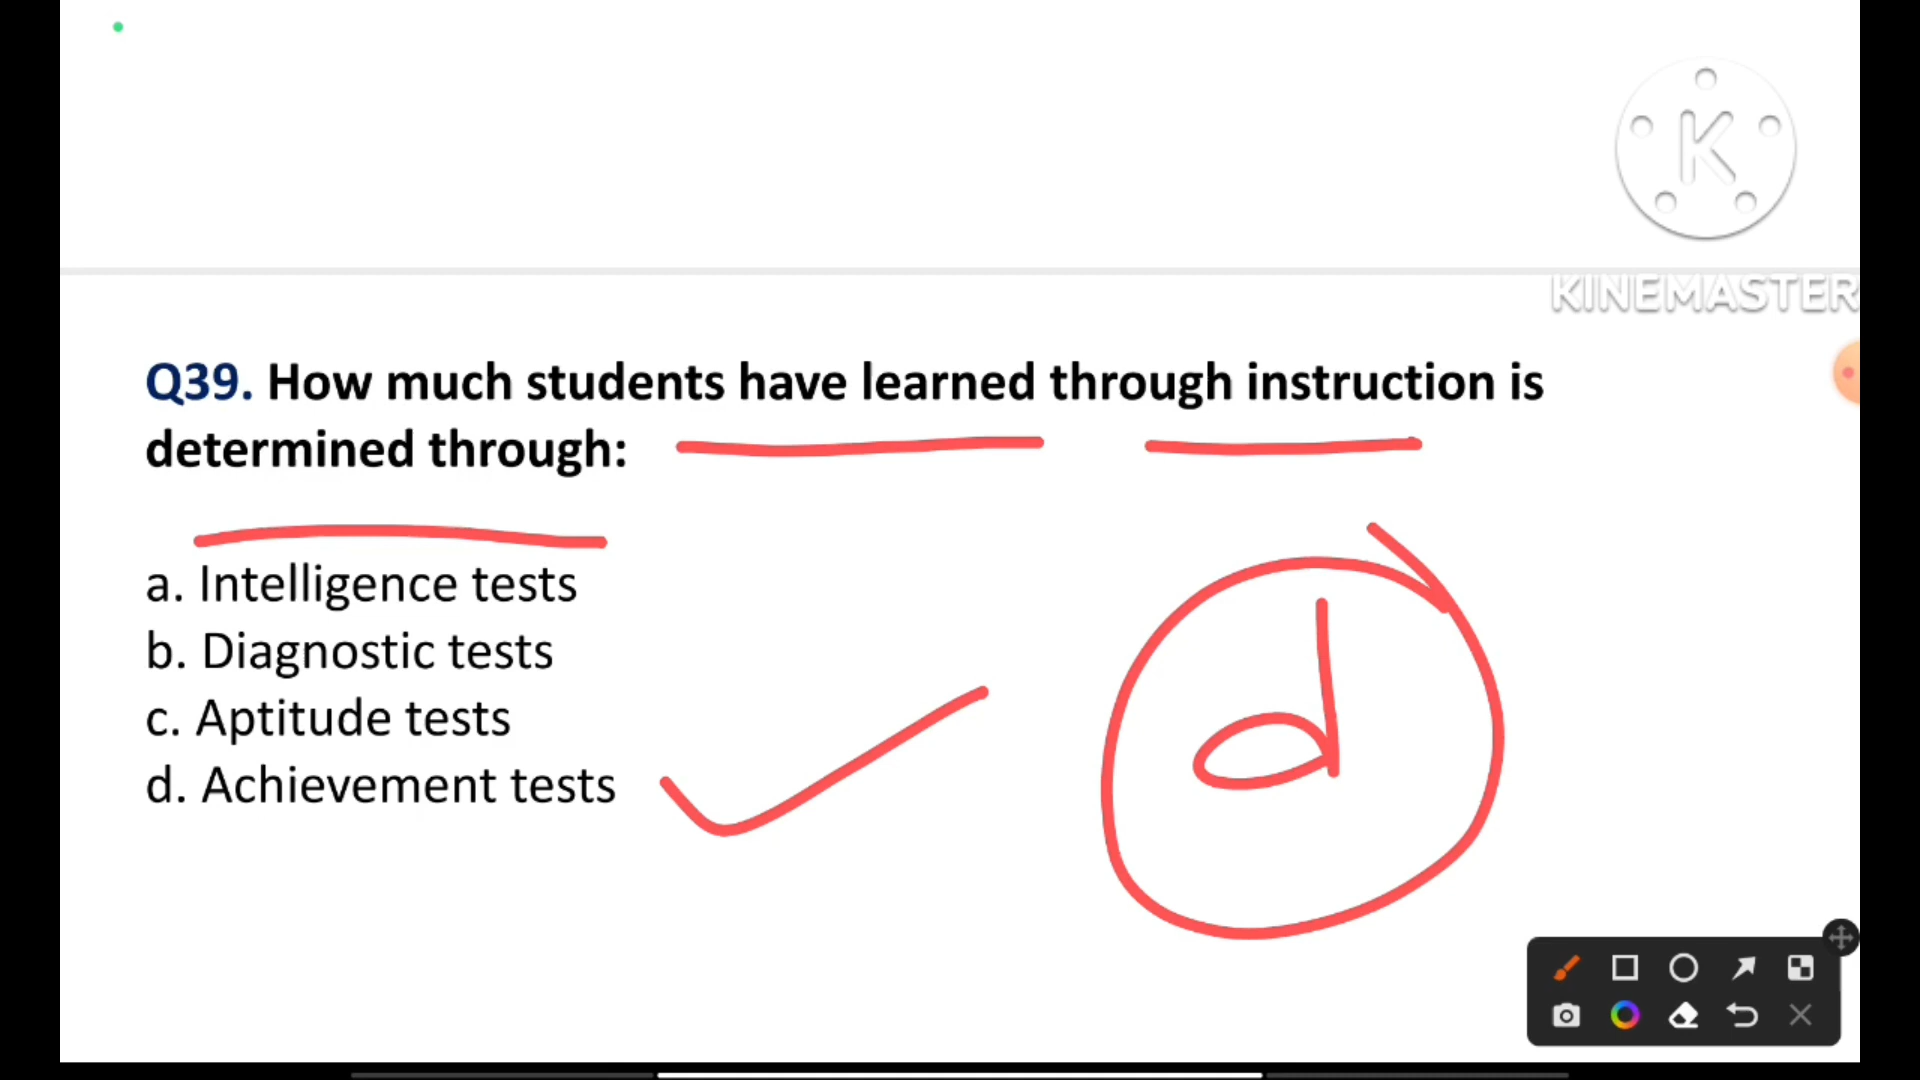 K
KINEMASTER
Q39. How much students have learned through instruction is
determined through:
a. Intelligence tests
b. Diagnostic tests
c. Aptitude tests
d. Achievement tests
d